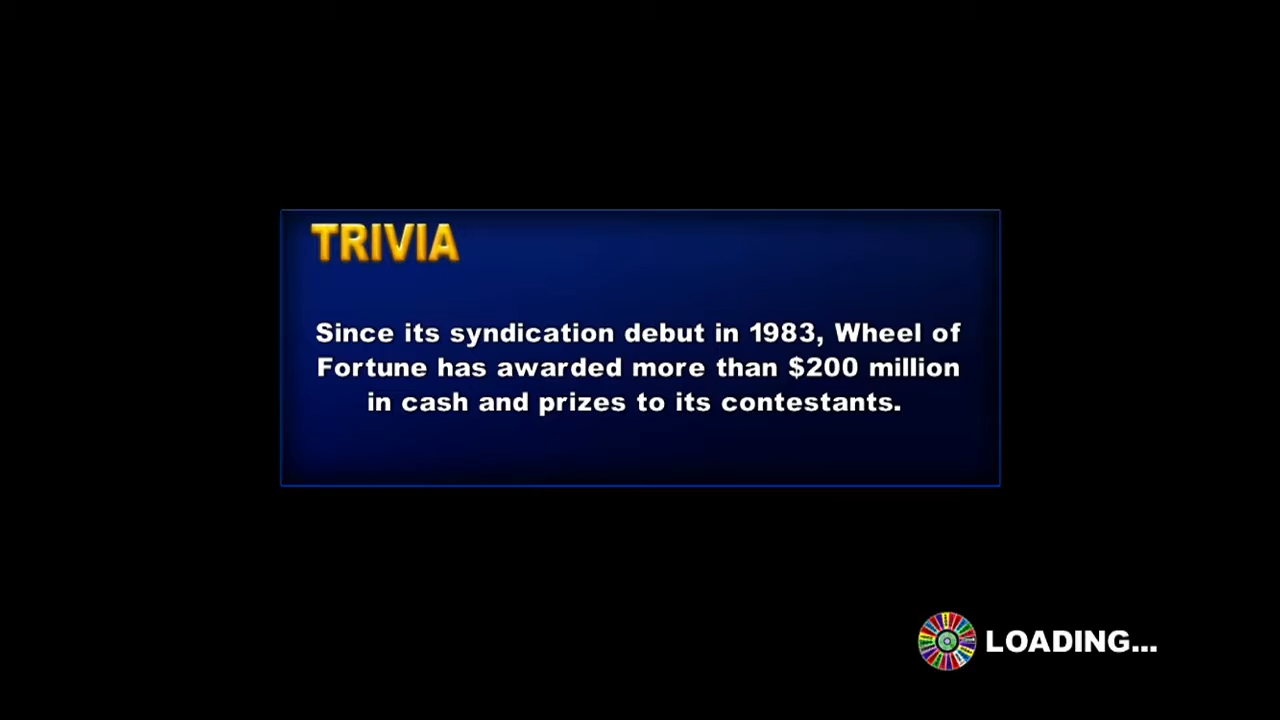 TRIVIA
Since its syndication debut in 1983, Wheel of
Fortune has awarded more than $200 million
in cash and prizes to its contestants.
LOADING...